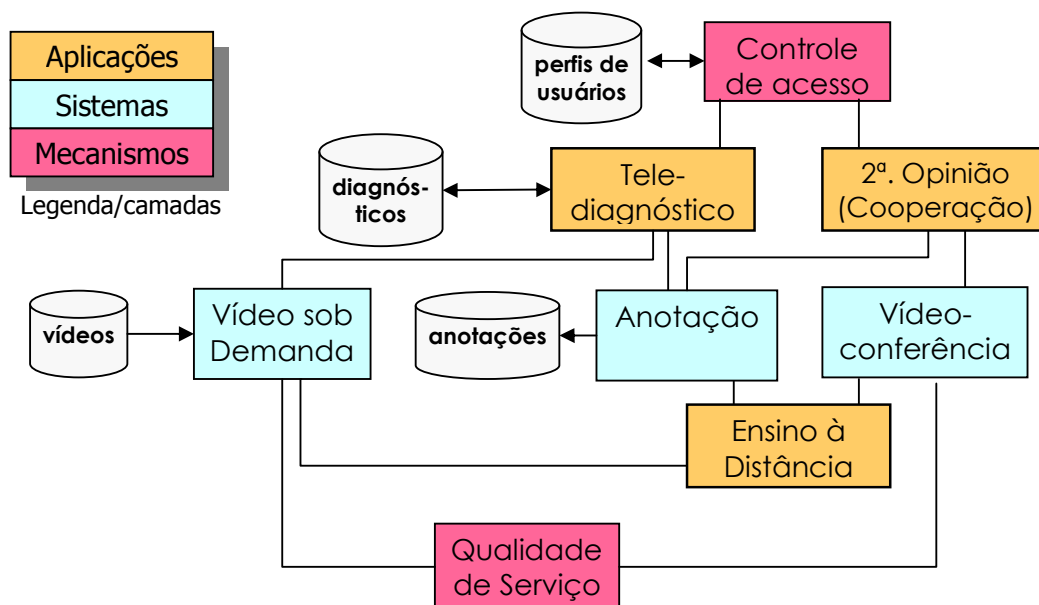 Aplicações
Sistemas
Mecanismos
Legenda/camadas
perfis de
usuários
Controle
de acesso
diagnós-
ticos
Tele-
diagnóstico
2ª. Opinião
(Cooperação)
vídeos
Vídeo sob
Demanda
anotações
Anotação
Vídeo-
conferência
Ensino à
Distância
Qualidade
de Serviço